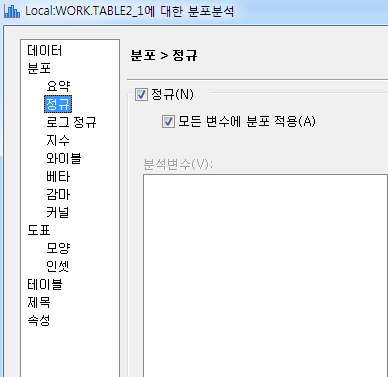 Local:WORK.TABLE2_1에 대한 분포분석
데이터
분포
요약
정규
로그 정규
지수
와이블
베타
감마
커널
도표
모양
인셋
테이블
제목
속성
분포 > 정규
정규(N)
모든 변수에 분포 적용(A)
분석변수(V):